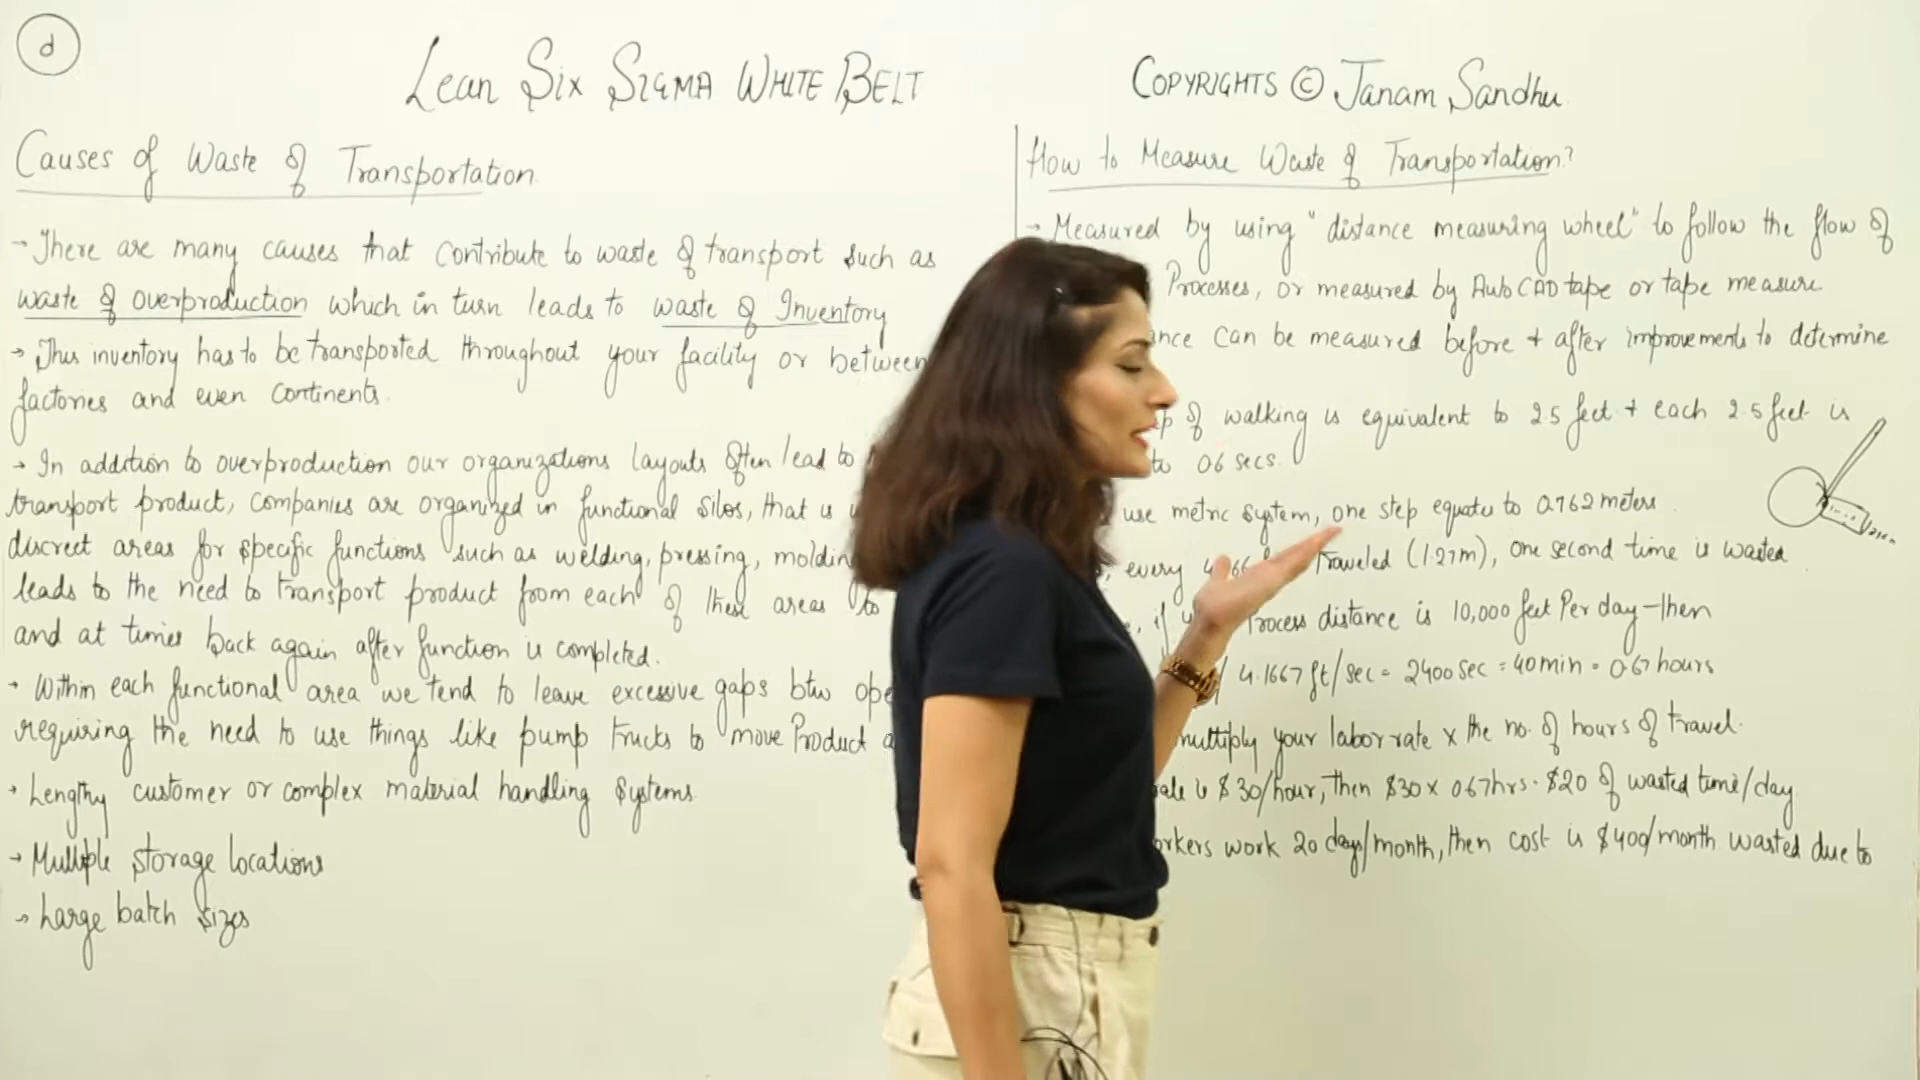 d
Lean Six Sigma White Belt
Copyrights © Janam Sandhu
Causes of Waste of Transportation
→ There are many causes that contribute to waste of transport such as
waste of overproduction which in turn leads to waste of Inventory
→ This inventory has to be transported throughout your facility or between
factories and even continents.
→ In addition to overproduction our organizations layouts often lead to
transport product, companies are organized in functional silos, that is
discreet areas for specific functions such as welding, pressing, molding
leads to the need to transport product from each of these areas to
and at times back again after function is completed.
→ Within each functional area we tend to leave excessive gaps btw
requiring the need to use things like pump trucks to move Product
→ Lengthy customer or complex material handling systems
→ Multiple storage locations
→ Large batch sizes
How to Measure Waste of Transportation?
→ Measured by using "distance measuring wheel" to follow the flow of
Processes, or measured by AutoCAD tape or tape measure
can be measured before + after improvements to determine
of walking is equivalent to 2.5 feet + each 2.5 feet is
to 0.6 secs.
use metric system, one step equates to 0.762 meters.
every Traveled (1.27m), one second time is wasted.
if Process distance is 10,000 feet Per day - then
4.1667 ft/sec = 2400 sec = 40 min = 0.67 hours
multiply your labor rate x the no. of hours of travel.
is $30/hour, then $30 x 0.67 hrs = $20 of wasted time/day
work 20 days/month, then cost is $400/month wasted due to